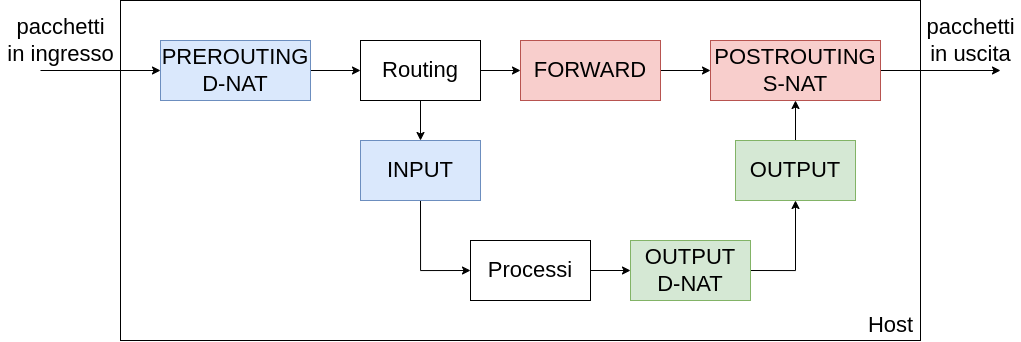 pacchetti
in ingresso
PREROUTING
D-NAT
Routing
FORWARD
POSTROUTING
S-NAT
pacchetti
in uscita
INPUT
OUTPUT
Processi
OUTPUT
D-NAT
Host